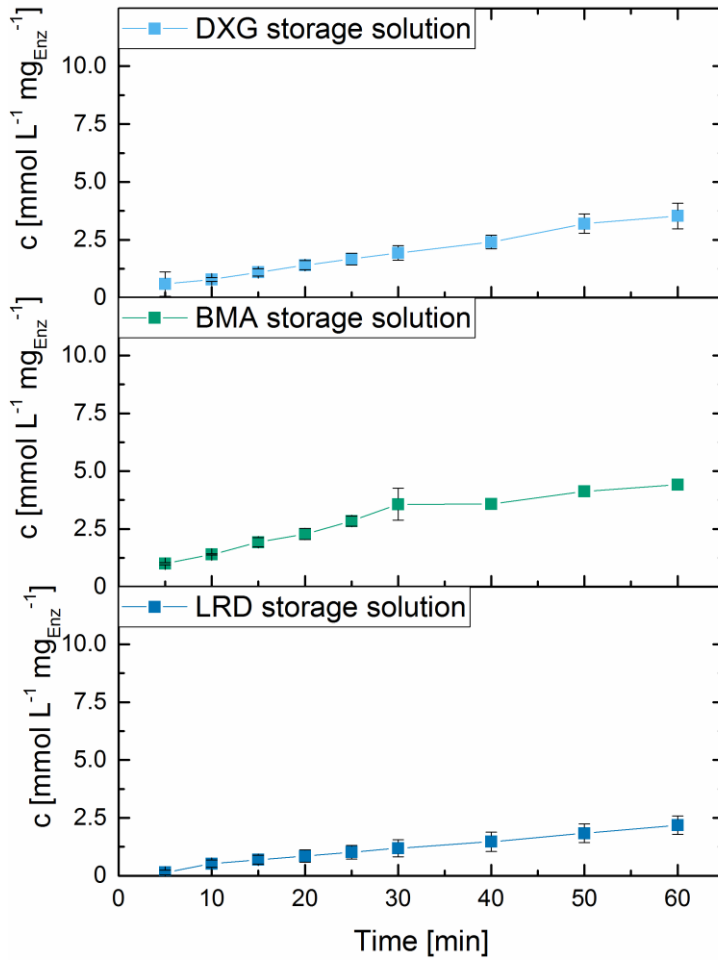 DXG storage solution
10.0
7.5
5.0
2.5
0
c [mmol L⁻¹ mg_Enz⁻¹]
BMA storage solution
10.0
7.5
5.0
2.5
0
c [mmol L⁻¹ mg_Enz⁻¹]
LRD storage solution
10.0
7.5
5.0
2.5
0
c [mmol L⁻¹ mg_Enz⁻¹]
0 10 20 30 40 50 60
Time [min]